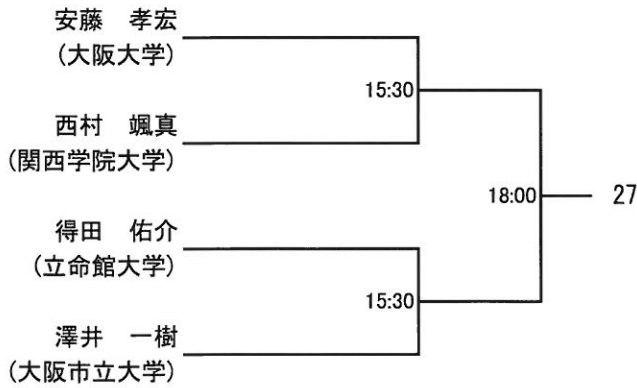 安藤　孝宏
(大阪大学)
15:30
西村　颯真
(関西学院大学)
18:00
27
得田　佑介
(立命館大学)
15:30
澤井　一樹
(大阪市立大学)